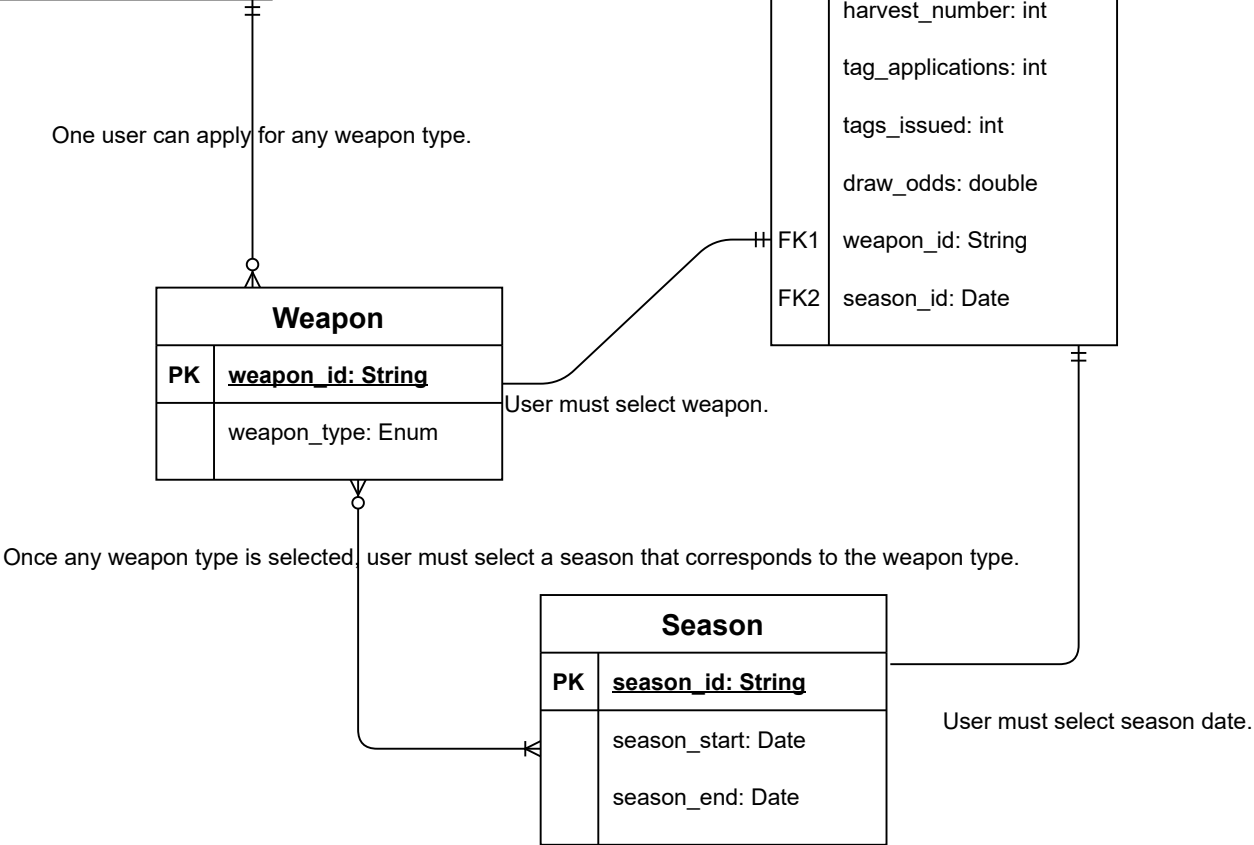 harvest_number: int
tag_applications: int
One user can apply for any weapon type.
tags_issued: int
draw_odds: double
FK1 weapon_id: String
FK2 season_id: Date
Weapon
PK weapon_id: String
User must select weapon.
weapon_type: Enum
Once any weapon type is selected, user must select a season that corresponds to the weapon type.
Season
PK season_id: String
User must select season date.
season_start: Date
season_end: Date